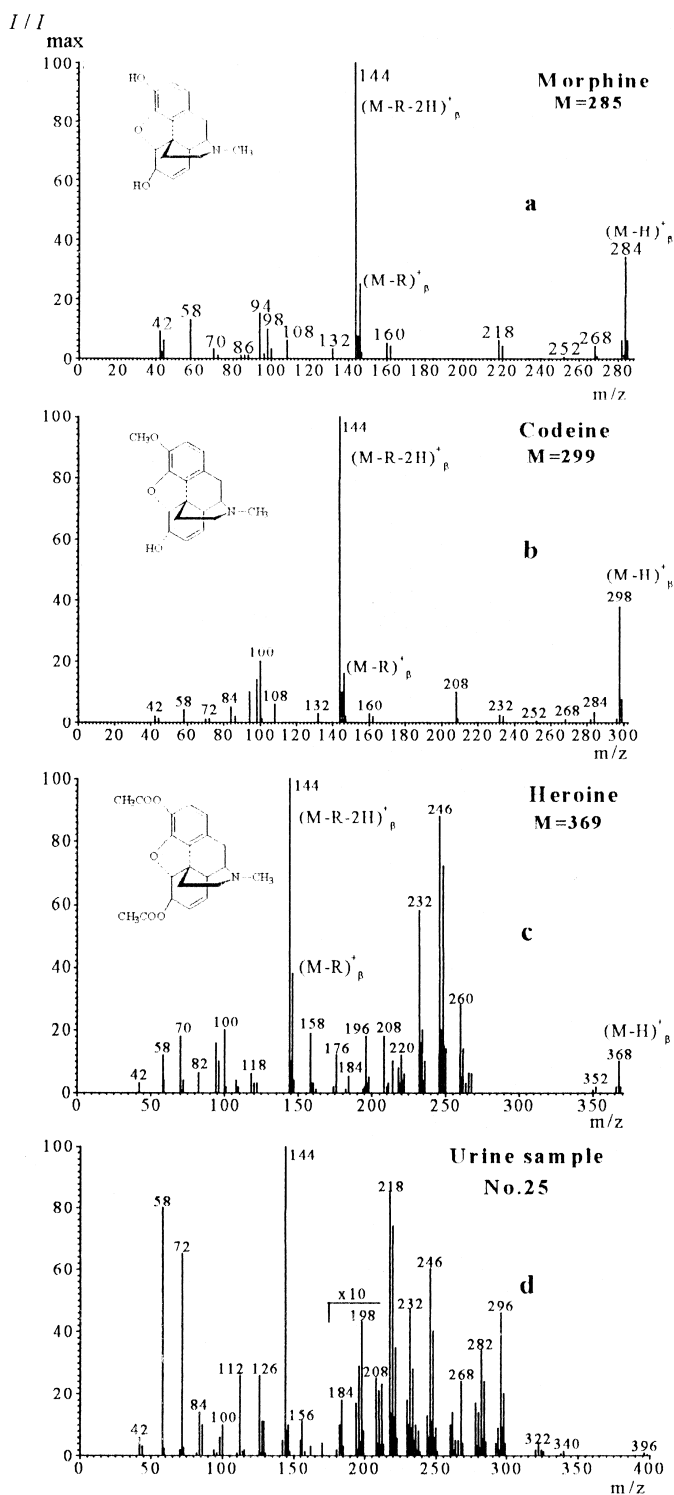 I / I
max
100
80
60
40
20
0
144
(M-R-2H)⁺β
Morphine
M=285
a
(M-H)⁺β
284
(M-R)⁺β
42
58
70
86
94
98
108
132
160
218
252
268
HO
O
N-CH₃
HO
0 20 40 60 80 100 120 140 160 180 200 220 240 260 280
m/z
100
80
60
40
20
0
144
(M-R-2H)⁺β
Codeine
M=299
b
(M-H)⁺β
298
(M-R)⁺β
42
58
72
84
100
108
132
160
208
232
252
268
284
CH₃O
O
N-CH₃
HO
0 20 40 60 80 100 120 140 160 180 200 220 240 260 280 300
m/z
100
80
60
40
20
0
144
(M-R-2H)⁺β
246
Heroine
M=369
232
c
(M-R)⁺β
260
(M-H)⁺β
368
42
58
70
82
100
118
158
176
184
196
208
220
352
CH₃COO
O
N-CH₃
CH₃COO
0 50 100 150 200 250 300 350
m/z
100
80
60
40
20
0
144
Urine sample
No.25
58
72
218
246
d
x10
198
232
296
282
112
126
208
268
184
84
100
42
156
322
340
396
0 50 100 150 200 250 300 350 400
m/z